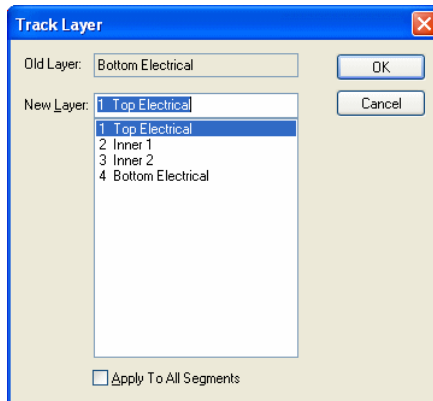 Track Layer
Old Layer: Bottom Electrical
OK
New Layer: 1 Top Electrical
Cancel
1 Top Electrical
2 Inner 1
3 Inner 2
4 Bottom Electrical
Apply To All Segments